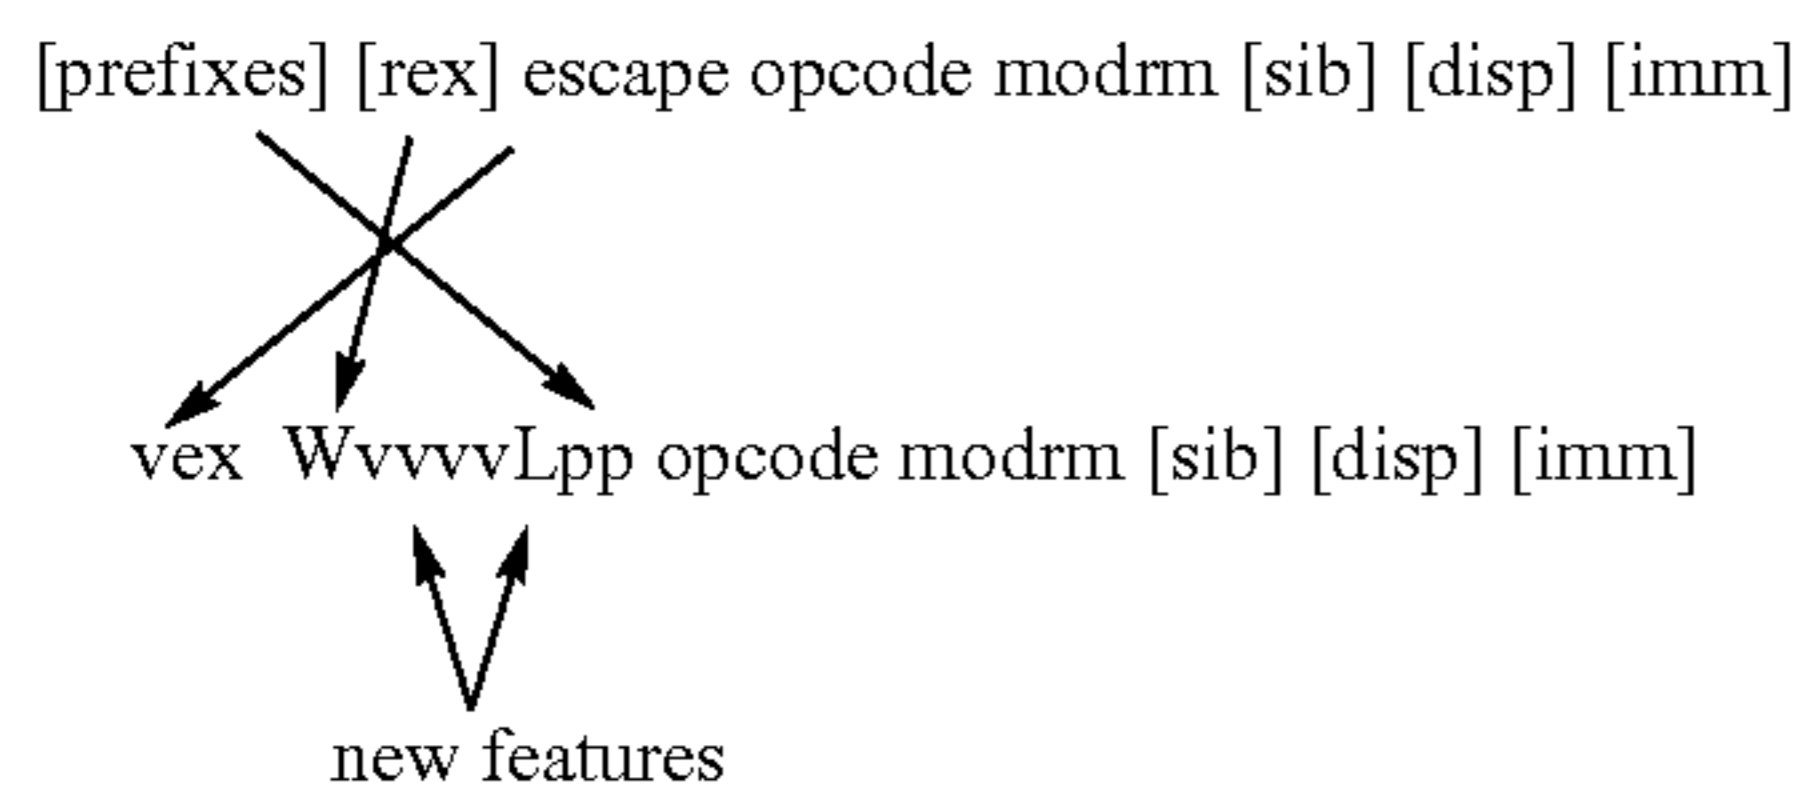 [prefixes] [rex] escape opcode modrm [sib] [disp] [imm]
vex WvvvvLpp opcode modrm [sib] [disp] [imm]
new features